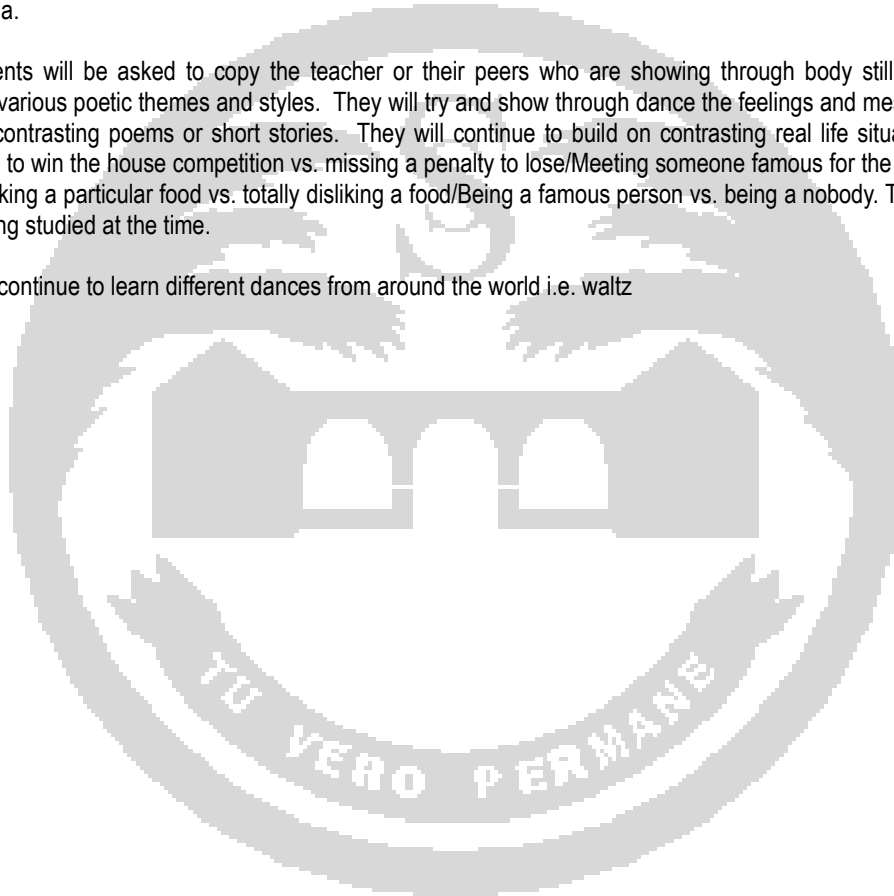 a.
ents will be asked to copy the teacher or their peers who are showing through body still
various poetic themes and styles. They will try and show through dance the feelings and me
contrasting poems or short stories. They will continue to build on contrasting real life situa
to win the house competition vs. missing a penalty to lose/Meeting someone famous for the
king a particular food vs. totally disliking a food/Being a famous person vs. being a nobody. T
ng studied at the time.
continue to learn different dances from around the world i.e. waltz
S
TU VERO PERMANE